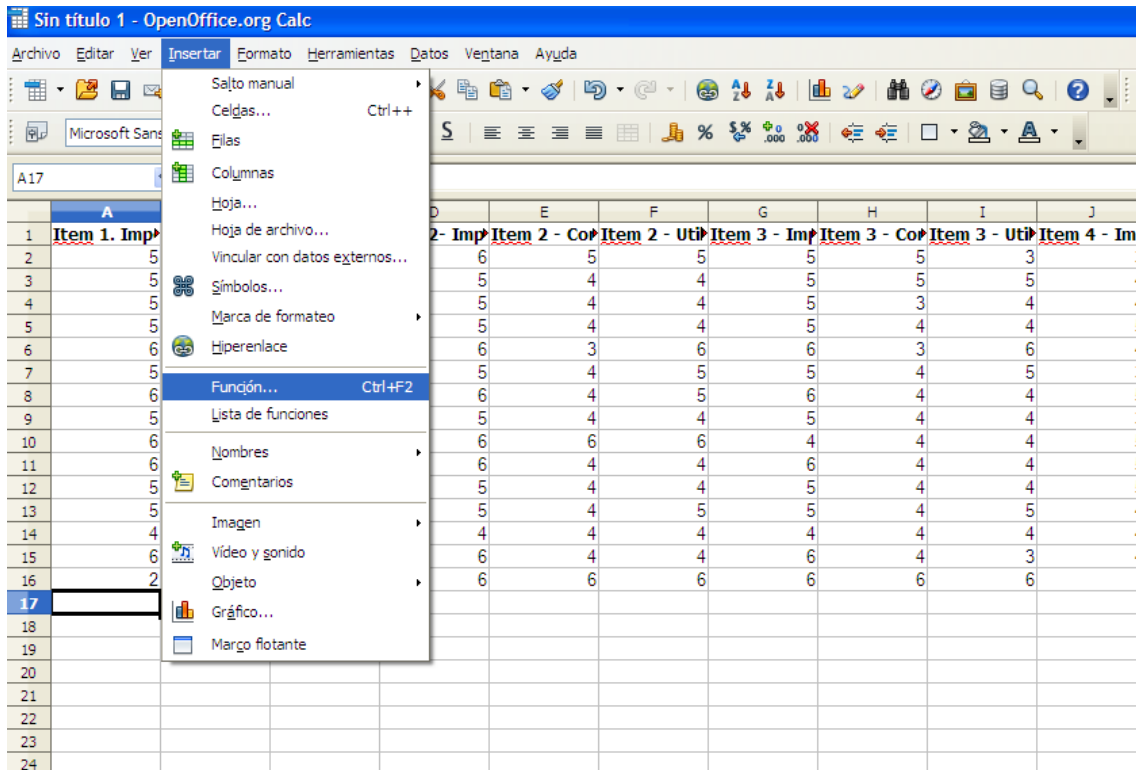 Sin título 1 - OpenOffice.org Calc
Archivo Editar Ver Insertar Formato Herramientas Datos Ventana Ayuda
Salto manual
Celdas... Ctrl++
Microsoft Sans
Filas
A17
Columnas
Hoja...
Hoja de archivo...
Vincular con datos externos...
Símbolos...
Marca de formateo
Hiperenlace
Función... Ctrl+F2
Lista de funciones
Nombres
Comentarios
Imagen
Vídeo y sonido
Objeto
Gráfico...
Marco flotante
A D E F G H I J
1 Item 1. Imp 2- Imp Item 2 - Co Item 2 - Uti Item 3 - Imp Item 3 - Co Item 3 - Uti Item 4 - Im
2 5 6 5 5 5 5 3
3 5 5 4 4 5 5 5
4 5 5 4 4 5 3 4
5 5 5 4 4 5 4 4
6 6 6 3 6 6 3 6
7 5 5 4 5 5 4 5
8 6 6 4 5 6 4 4
9 5 5 4 4 5 4 4
10 6 6 6 6 4 4 4
11 6 6 4 4 6 4 4
12 5 5 4 4 5 4 4
13 5 5 4 5 5 4 5
14 4 4 4 4 4 4 4
15 6 6 4 4 6 4 3
16 2 6 6 6 6 6 6
17
18
19
20
21
22
23
24